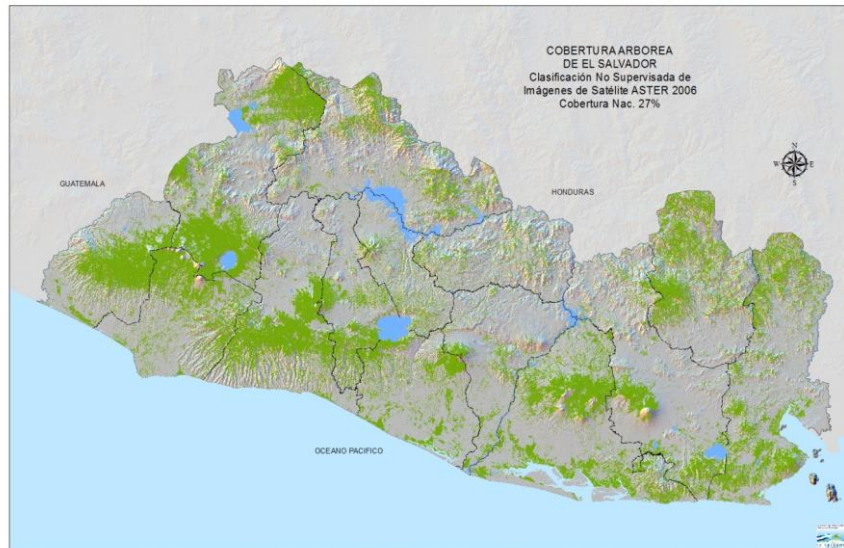 COBERTURA ARBOREA
DE EL SALVADOR
Clasificación No Supervisada de
Imágenes de Satélite ASTER 2006
Cobertura Nac. 27%
N
W E
S
GUATEMALA
HONDURAS
OCEANO PACIFICO